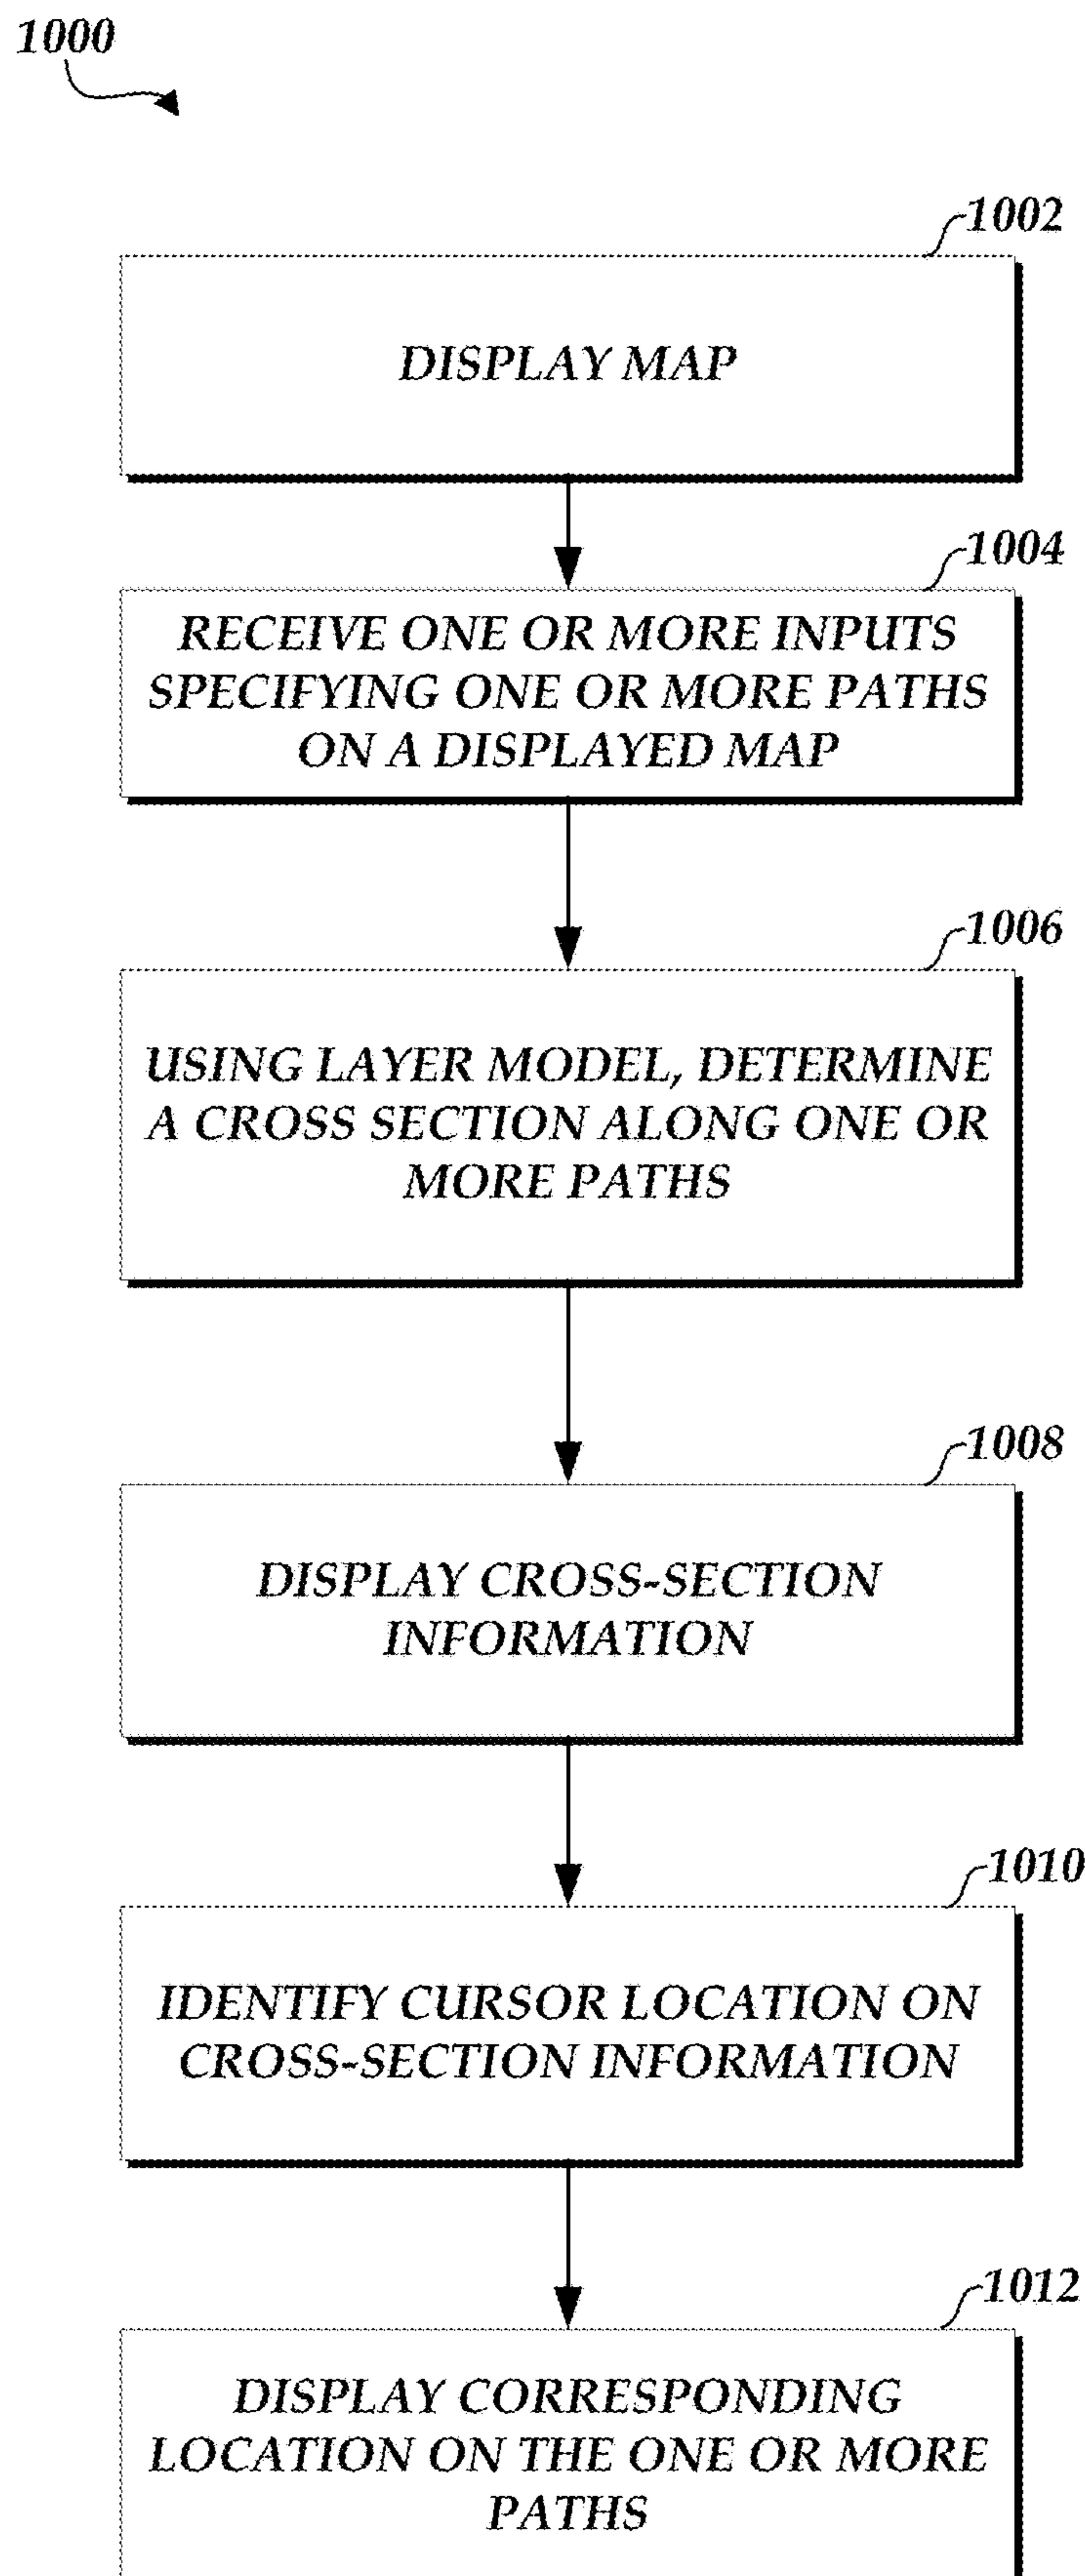 1000
1002
DISPLAY MAP
1004
RECEIVE ONE OR MORE INPUTS
SPECIFYING ONE OR MORE PATHS
ON A DISPLAYED MAP
1006
USING LAYER MODEL, DETERMINE
A CROSS SECTION ALONG ONE OR
MORE PATHS
1008
DISPLAY CROSS-SECTION
INFORMATION
1010
IDENTIFY CURSOR LOCATION ON
CROSS-SECTION INFORMATION
1012
DISPLAY CORRESPONDING
LOCATION ON THE ONE OR MORE
PATHS